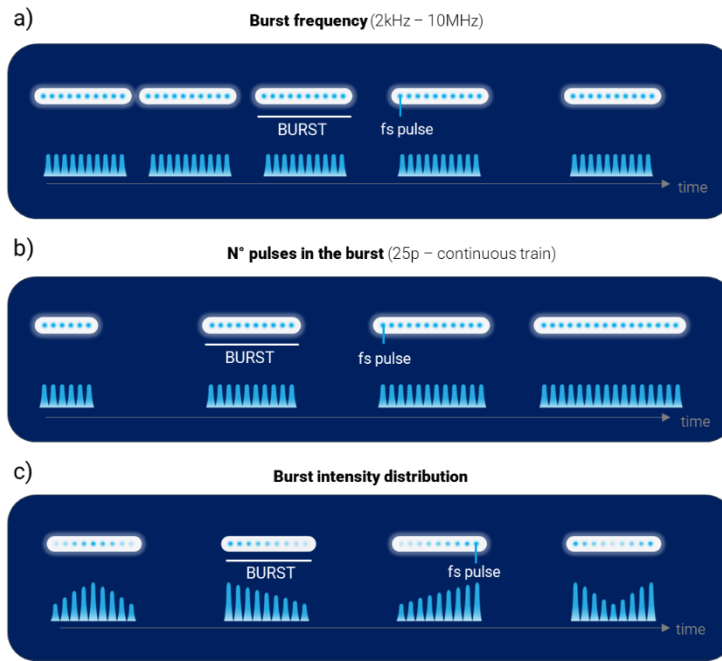 a)
Burst frequency (2kHz – 10MHz)
BURST
fs pulse
time
b)
N° pulses in the burst (25p – continuous train)
BURST
fs pulse
time
c)
Burst intensity distribution
BURST
fs pulse
time